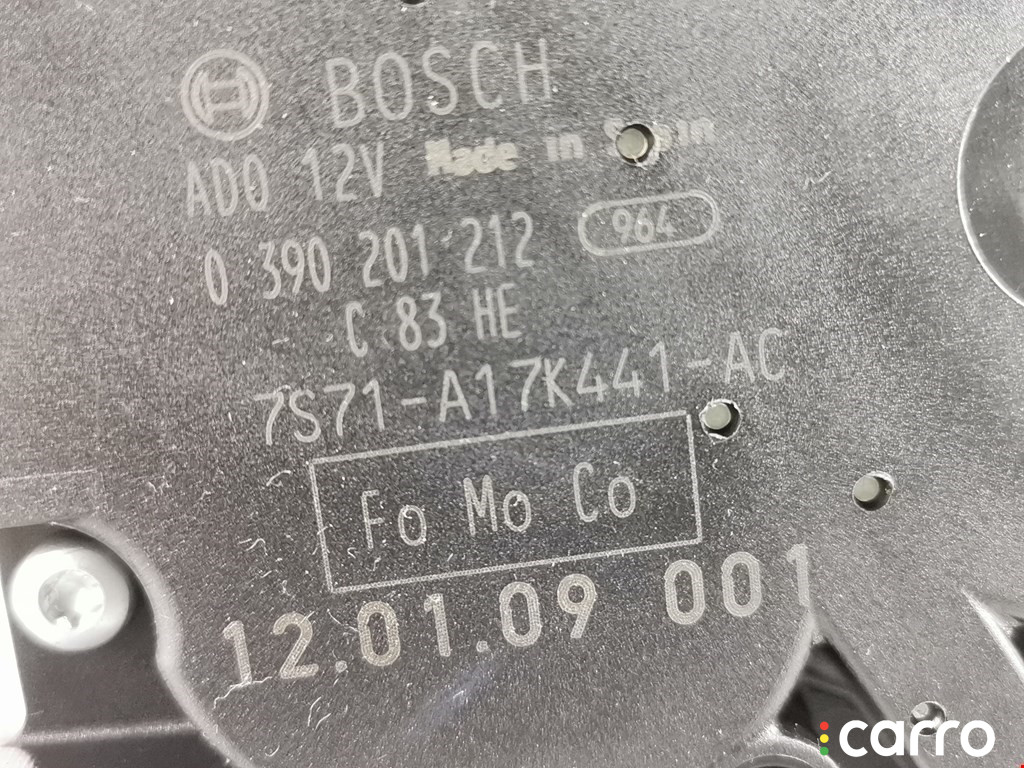 BOSCH
AD0 12V Made in Spain
0 390 201 212 964
C 83 HE
7S71-A17K441-AC
Fo Mo Co
12.01.09 001
carro